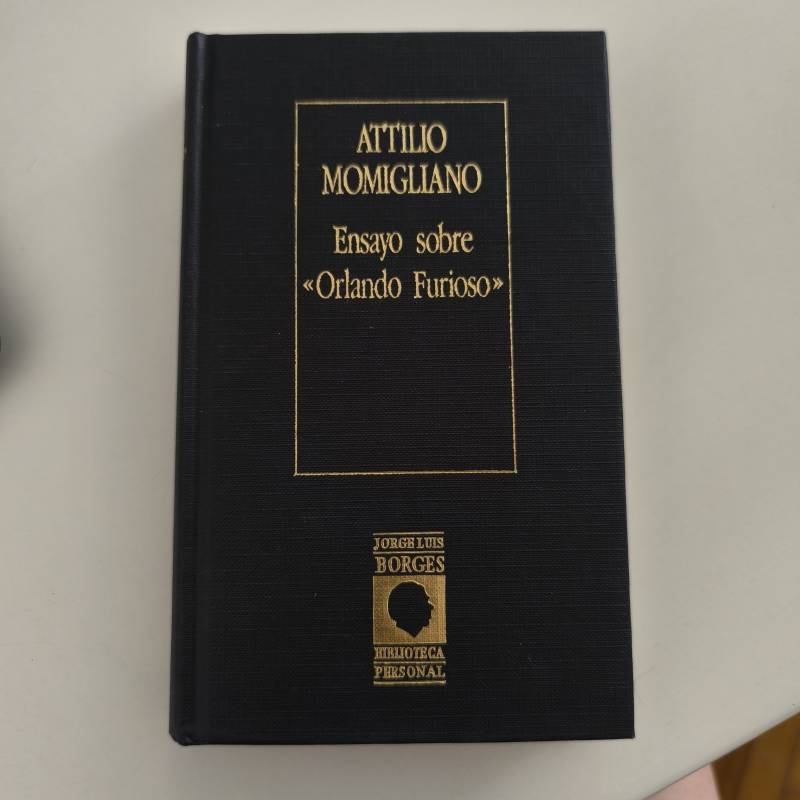 ATTILIO
MOMIGLIANO
Ensayo sobre
«Orlando Furioso»
JORGE LUIS
BORGES
BIBLIOTECA
PERSONAL